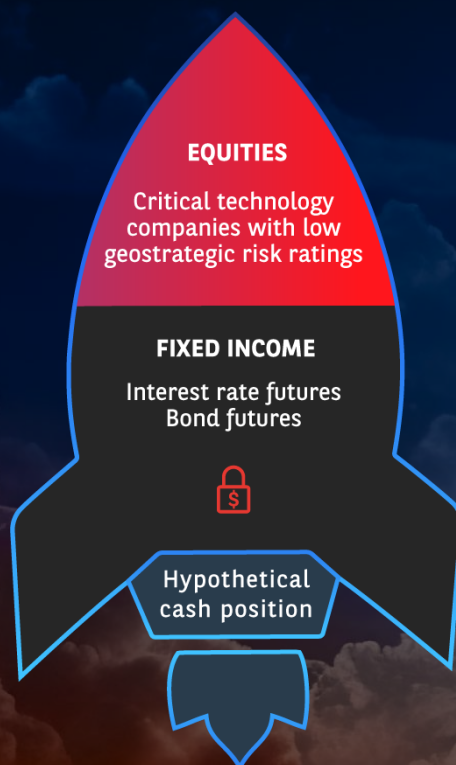 EQUITIES
Critical technology
companies with low
geostrategic risk ratings
FIXED INCOME
Interest rate futures
Bond futures
$
Hypothetical
cash position